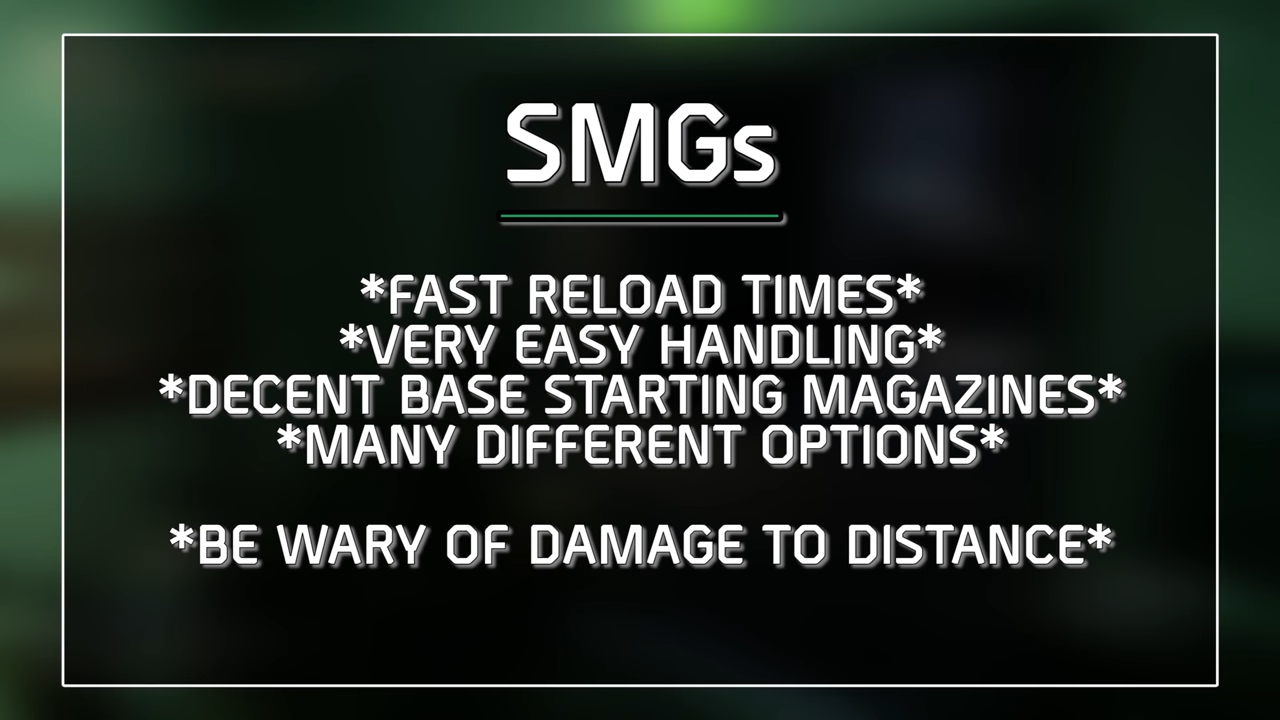 SMGs
*FAST RELOAD TIMES*
*VERY EASY HANDLING*
*DECENT BASE STARTING MAGAZINES*
*MANY DIFFERENT OPTIONS*
*BE WARY OF DAMAGE TO DISTANCE*